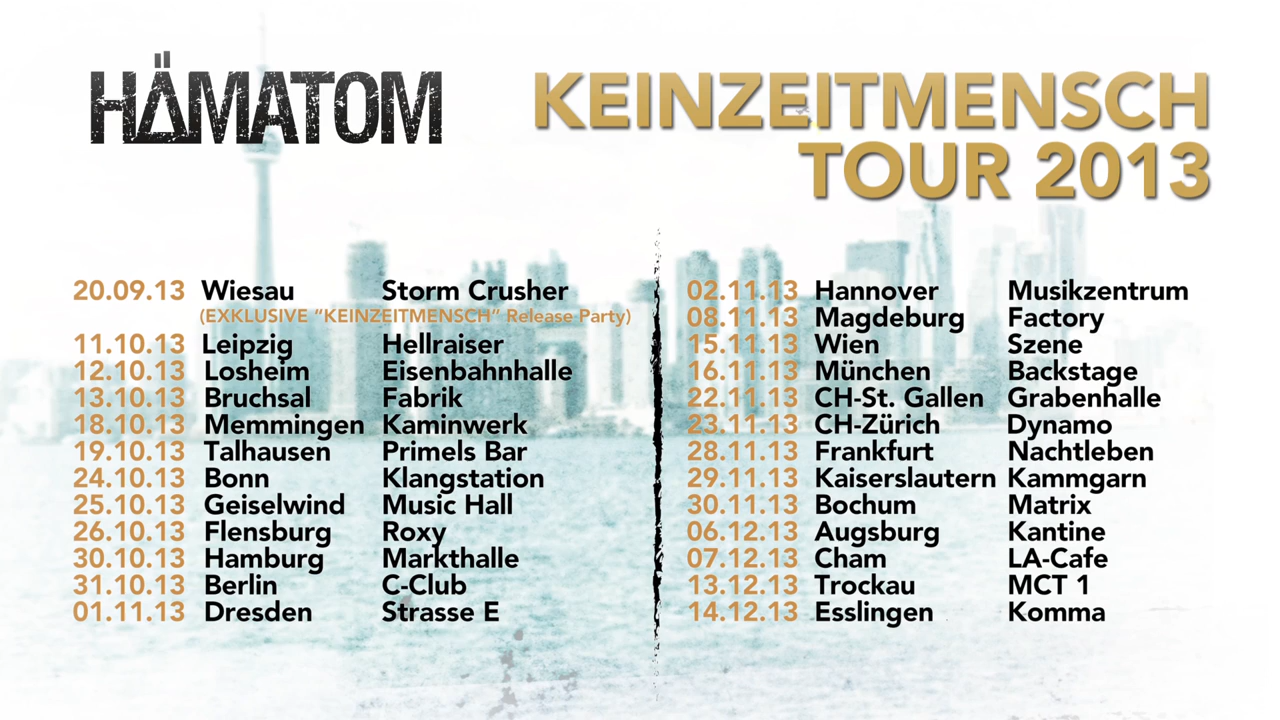 HÄMATOM
KEINZEITMENSCH
TOUR 2013
20.09.13 Wiesau Storm Crusher
(EXKLUSIVE “KEINZEITMENSCH” Release Party)
11.10.13 Leipzig Hellraiser
12.10.13 Losheim Eisenbahnhalle
13.10.13 Bruchsal Fabrik
18.10.13 Memmingen Kaminwerk
19.10.13 Talhausen Primels Bar
24.10.13 Bonn Klangstation
25.10.13 Geiselwind Music Hall
26.10.13 Flensburg Roxy
30.10.13 Hamburg Markthalle
31.10.13 Berlin C-Club
01.11.13 Dresden Strasse E
02.11.13 Hannover Musikzentrum
08.11.13 Magdeburg Factory
15.11.13 Wien Szene
16.11.13 München Backstage
22.11.13 CH-St. Gallen Grabenhalle
23.11.13 CH-Zürich Dynamo
28.11.13 Frankfurt Nachtleben
29.11.13 Kaiserslautern Kammgarn
30.11.13 Bochum Matrix
06.12.13 Augsburg Kantine
07.12.13 Cham LA-Cafe
13.12.13 Trockau MCT 1
14.12.13 Esslingen Komma